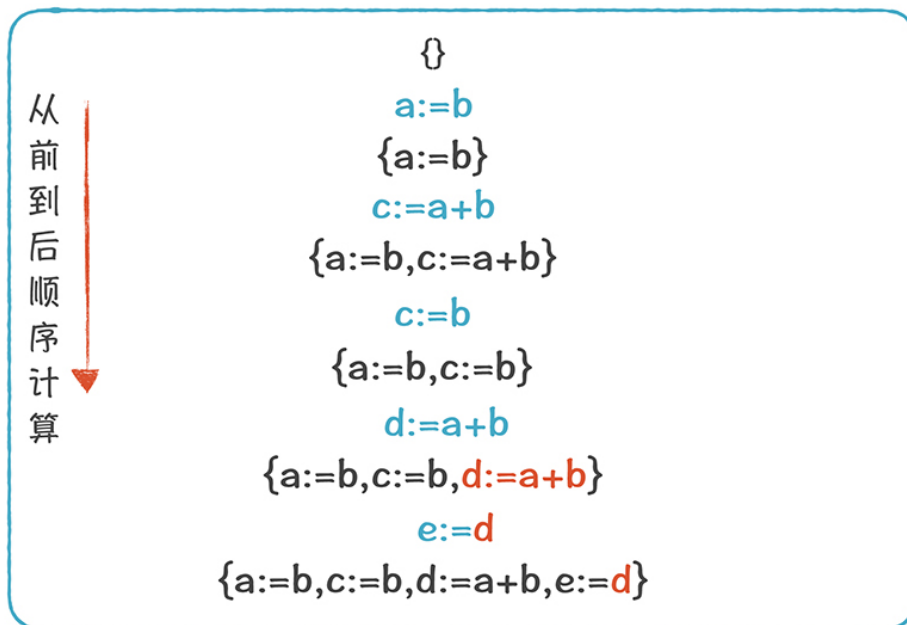 从前到后顺序计算
{}
a:=b
{a:=b}
c:=a+b
{a:=b,c:=a+b}
c:=b
{a:=b,c:=b}
d:=a+b
{a:=b,c:=b,d:=a+b}
e:=d
{a:=b,c:=b,d:=a+b,e:=d}